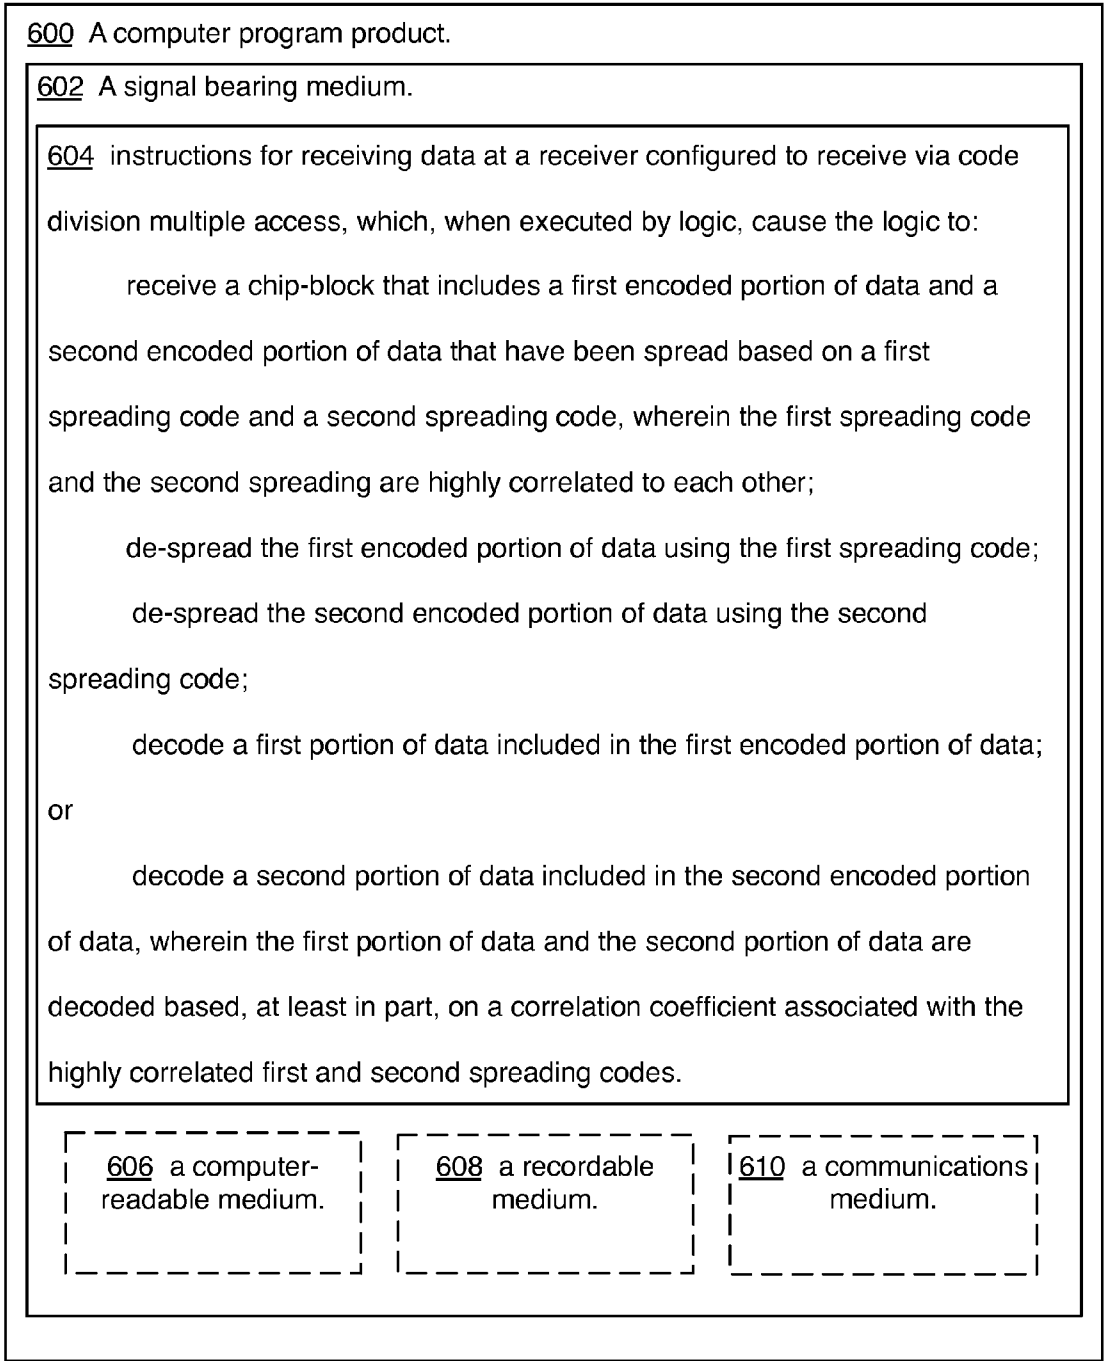 600 A computer program product.
602 A signal bearing medium.
604 instructions for receiving data at a receiver configured to receive via code
division multiple access, which, when executed by logic, cause the logic to:
receive a chip-block that includes a first encoded portion of data and a
second encoded portion of data that have been spread based on a first
spreading code and a second spreading code, wherein the first spreading code
and the second spreading are highly correlated to each other;
de-spread the first encoded portion of data using the first spreading code;
de-spread the second encoded portion of data using the second
spreading code;
decode a first portion of data included in the first encoded portion of data;
or
decode a second portion of data included in the second encoded portion
of data, wherein the first portion of data and the second portion of data are
decoded based, at least in part, on a correlation coefficient associated with the
highly correlated first and second spreading codes.
606 a computer-
readable medium.
608 a recordable
medium.
610 a communications
medium.